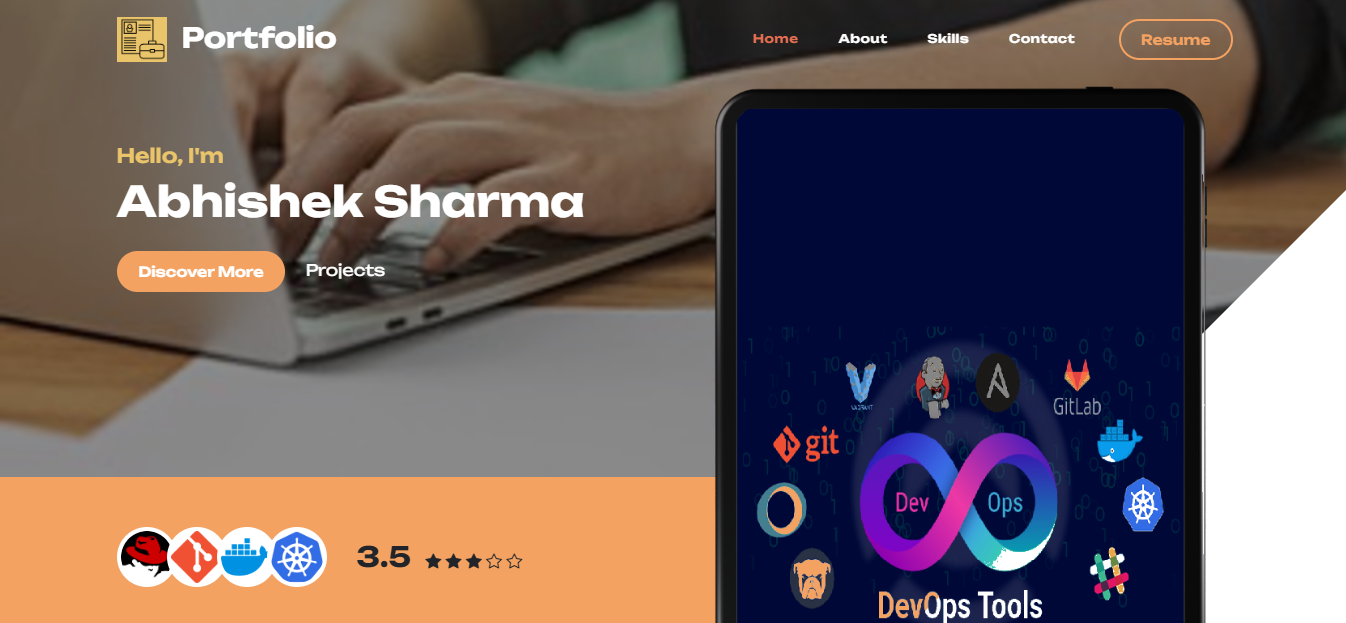 Portfolio
Home About Skills Contact Resume
Hello, I'm
Abhishek Sharma
Discover More Projects
VAGRANT
GitLab
git
Dev Ops
DevOps Tools
3.5